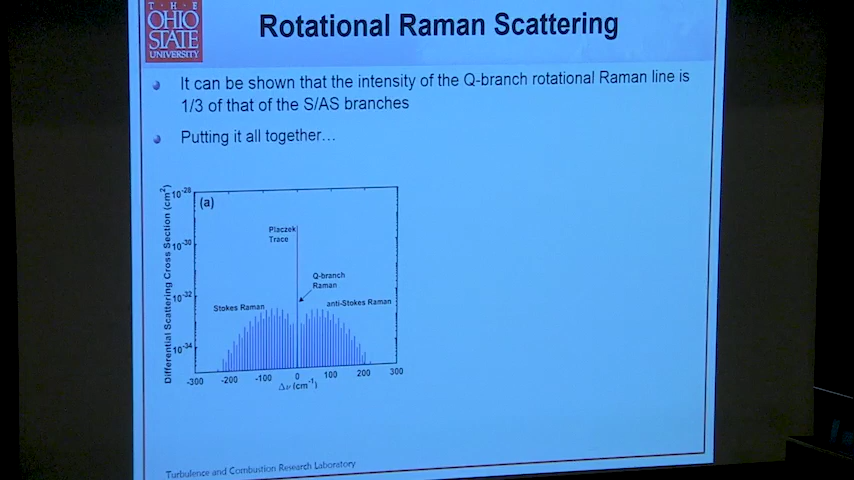 T · H · E
OHIO
STATE
UNIVERSITY
Rotational Raman Scattering
It can be shown that the intensity of the Q-branch rotational Raman line is
1/3 of that of the S/AS branches
Putting it all together…
Differential Scattering Cross Section (cm²)
10⁻²⁸
10⁻³⁰
10⁻³²
10⁻³⁴
(a)
Placzek
Trace
Q-branch
Raman
Stokes Raman
anti-Stokes Raman
-300 -200 -100 0 100 200 300
Δν (cm⁻¹)
Turbulence and Combustion Research Laboratory